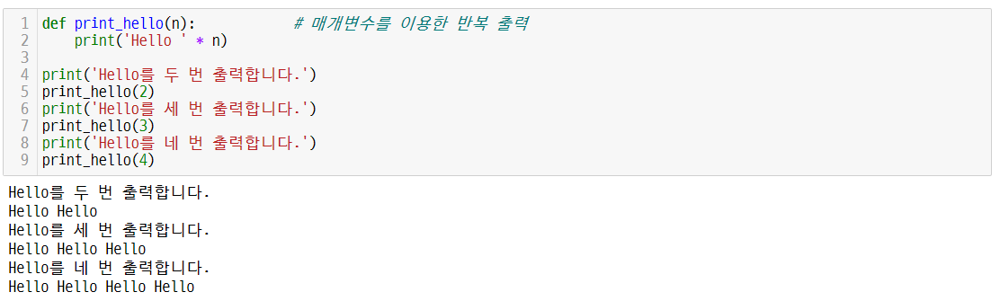 1 def print_hello(n):            # 매개변수를 이용한 반복 출력
2     print('Hello ' * n)
3
4 print('Hello를 두 번 출력합니다.')
5 print_hello(2)
6 print('Hello를 세 번 출력합니다.')
7 print_hello(3)
8 print('Hello를 네 번 출력합니다.')
9 print_hello(4)
Hello를 두 번 출력합니다.
Hello Hello
Hello를 세 번 출력합니다.
Hello Hello Hello
Hello를 네 번 출력합니다.
Hello Hello Hello Hello